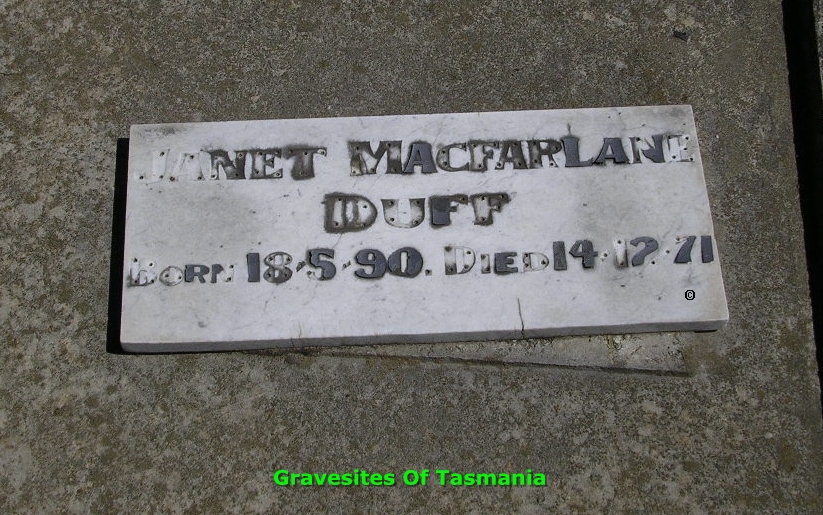 JANET MACFARLANE
DUFF
BORN 18-5-90. DIED 14-12-71
©
Gravesites Of Tasmania